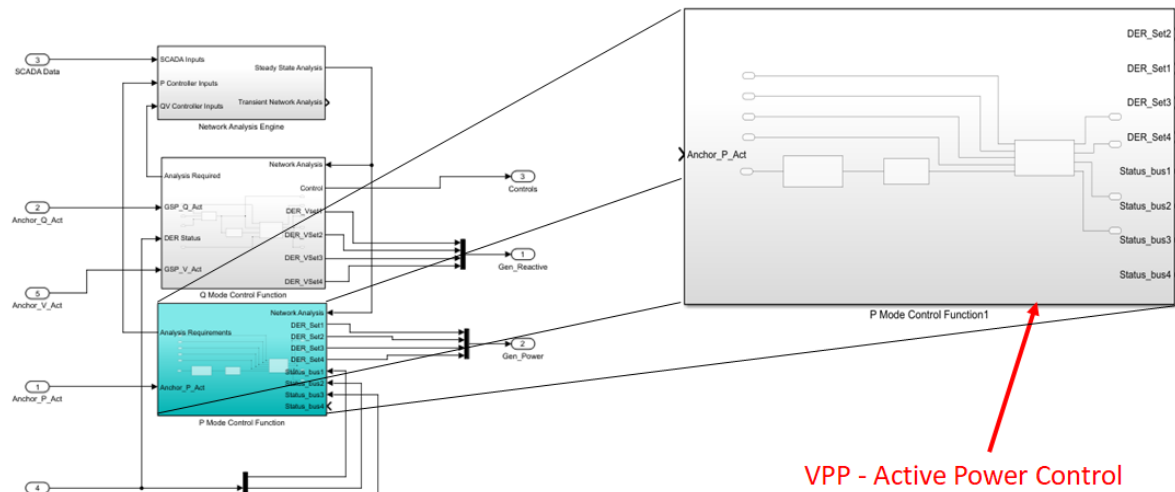 3
SCADA Data
SCADA Inputs
P Controller Inputs
QV Controller Inputs
Steady State Analysis
Transient Network Analysis
Network Analysis Engine
Network Analysis
Analysis Required
Control
3
Controls
2
Anchor_Q_Act
GSP_Q_Act
DER Status
GSP_V_Act
DER_Vset1
DER_VSet2
DER_VSet3
DER_VSet4
Q Mode Control Function
1
Gen_Reactive
5
Anchor_V_Act
Network Analysis
Analysis Requirements
DER_Set1
DER_Set2
DER_Set3
DER_Set4
Status_bus1
Status_bus2
Status_bus3
Status_bus4
Anchor_P_Act
P Mode Control Function
2
Gen_Power
1
Anchor_P_Act
4
DER_Set2
DER_Set1
DER_Set3
DER_Set4
Status_bus1
Status_bus2
Status_bus3
Status_bus4
Anchor_P_Act
P Mode Control Function1
VPP - Active Power Control